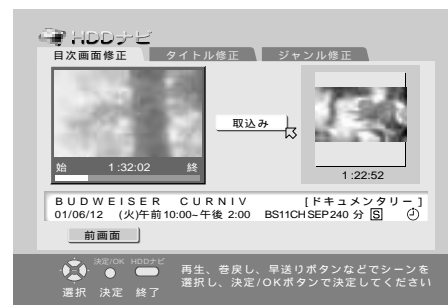 HDDナビ
目次画面修正 タイトル修正 ジャンル修正
取込み
始 1:32:02 終
1:22:52
BUDWEISER CURNIV [ドキュメンタリー]
01/06/12 (火)午前10:00~午後 2:00 BS11CH SEP 240 分 S
前画面
決定/OK HDDナビ
選択 決定 終了
再生、巻戻し、早送りボタンなどでシーンを
選択し、決定/OKボタンで決定してください